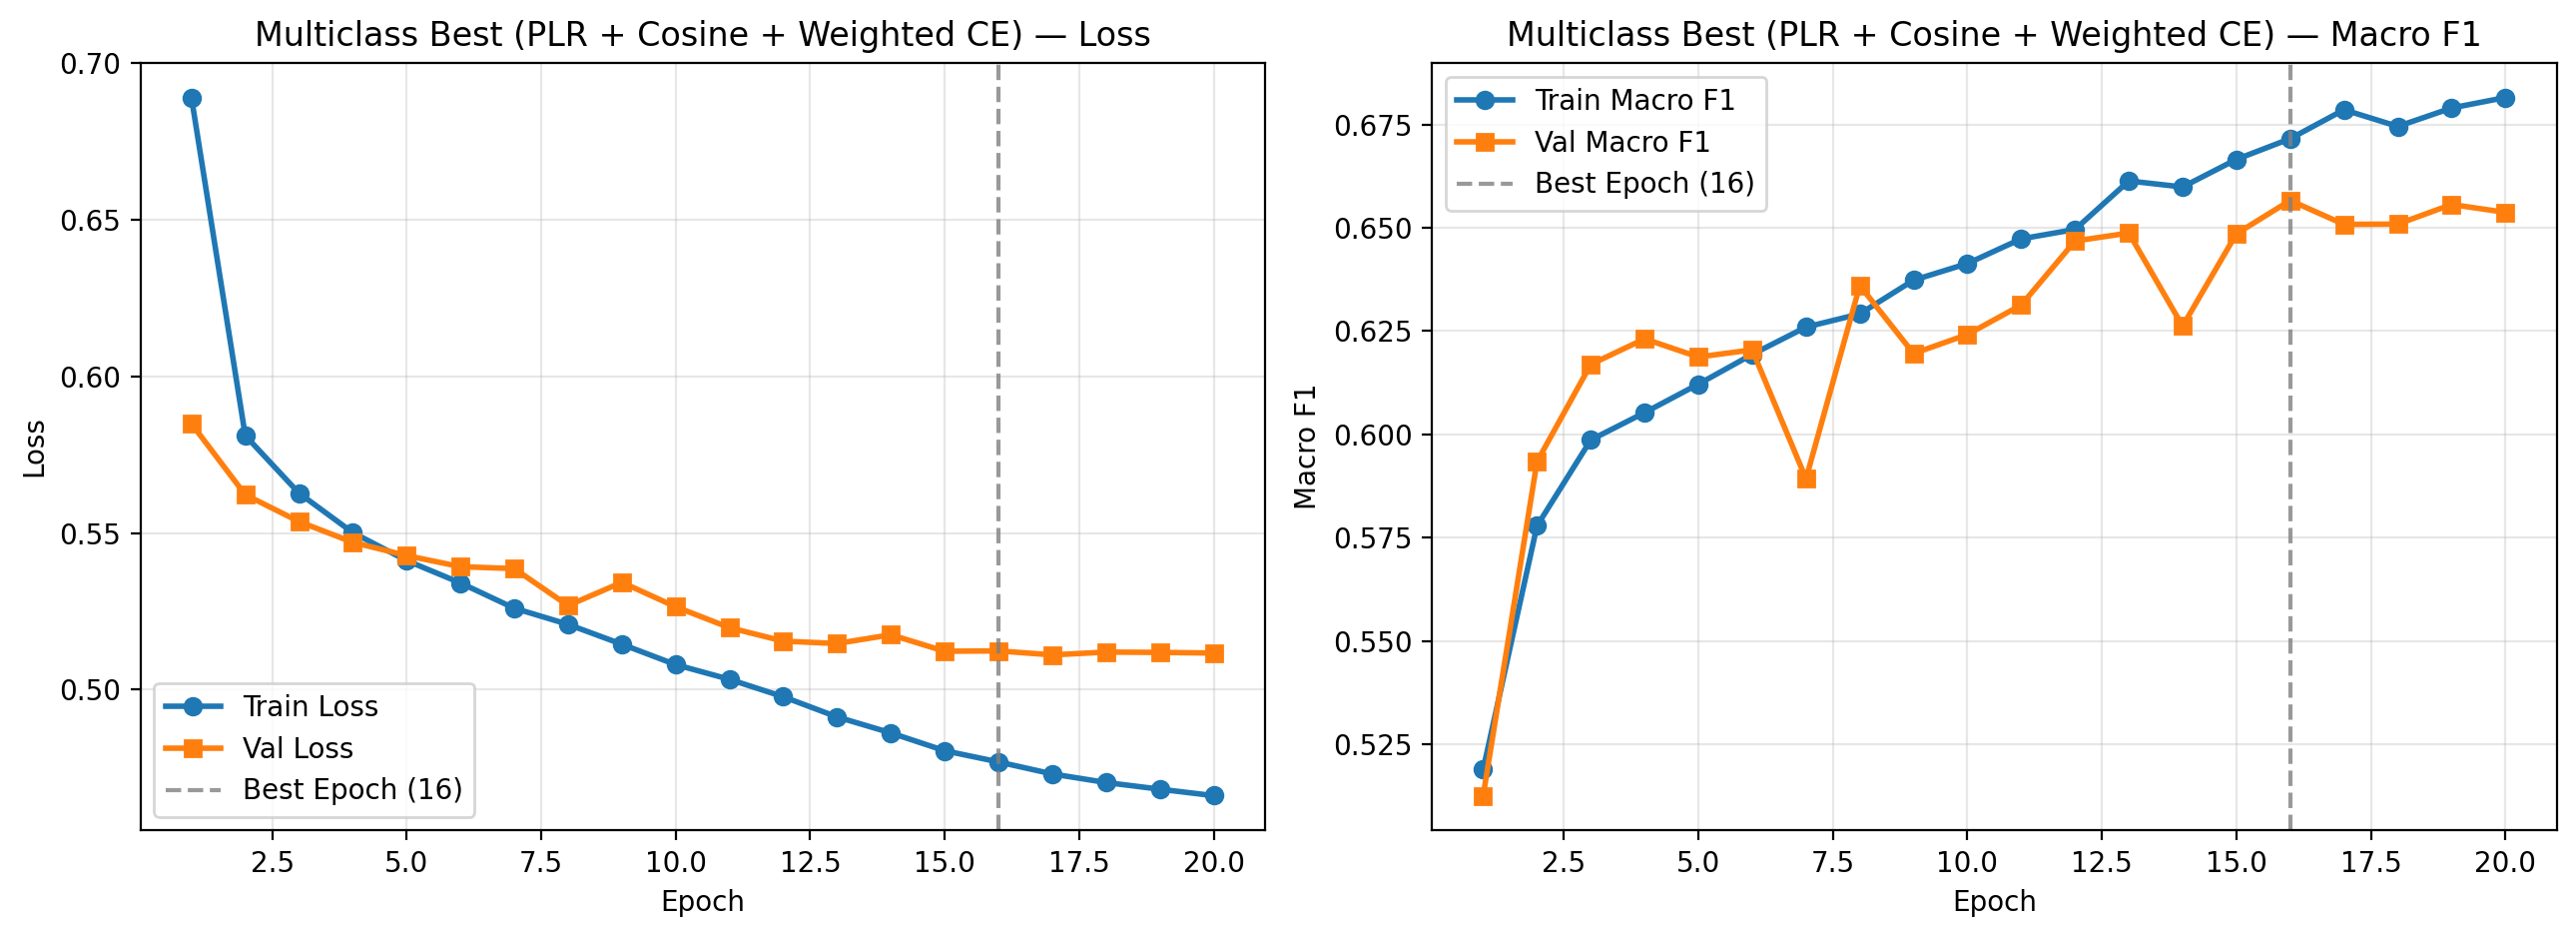 Multiclass Best (PLR + Cosine + Weighted CE) — Loss
0.70
0.65
0.60
0.55
0.50
Loss
Train Loss
Val Loss
Best Epoch (16)
2.5 5.0 7.5 10.0 12.5 15.0 17.5 20.0
Epoch
Multiclass Best (PLR + Cosine + Weighted CE) — Macro F1
Train Macro F1
Val Macro F1
Best Epoch (16)
0.675
0.650
0.625
0.600
0.575
0.550
0.525
Macro F1
2.5 5.0 7.5 10.0 12.5 15.0 17.5 20.0
Epoch